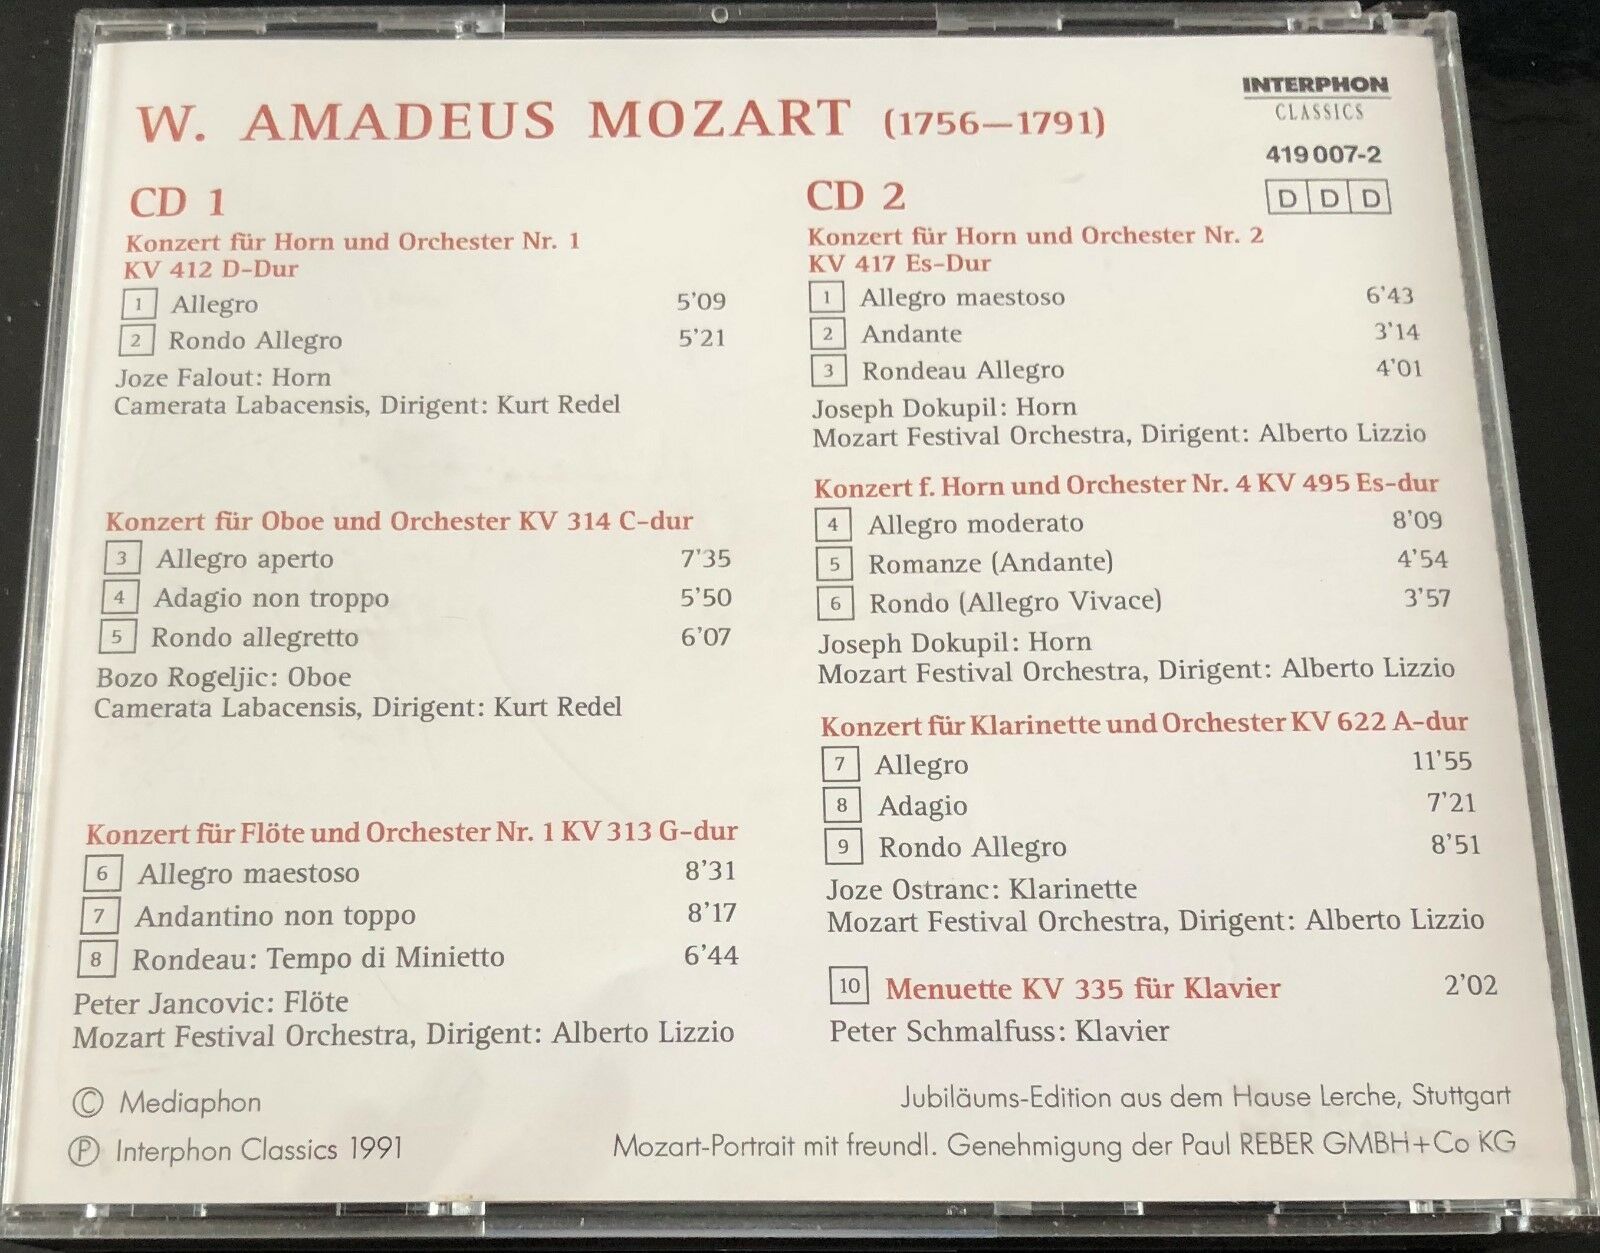 W. AMADEUS MOZART (1756—1791)
INTERPHON
CLASSICS
419 007-2
D D D
CD 1
Konzert für Horn und Orchester Nr. 1
KV 412 D-Dur
1 Allegro 5'09
2 Rondo Allegro 5'21
Joze Falout: Horn
Camerata Labacensis, Dirigent: Kurt Redel
Konzert für Oboe und Orchester KV 314 C-dur
3 Allegro aperto 7'35
4 Adagio non troppo 5'50
5 Rondo allegretto 6'07
Bozo Rogeljic: Oboe
Camerata Labacensis, Dirigent: Kurt Redel
Konzert für Flöte und Orchester Nr. 1 KV 313 G-dur
6 Allegro maestoso 8'31
7 Andantino non toppo 8'17
8 Rondeau: Tempo di Minietto 6'44
Peter Jancovic: Flöte
Mozart Festival Orchestra, Dirigent: Alberto Lizzio
CD 2
Konzert für Horn und Orchester Nr. 2
KV 417 Es-Dur
1 Allegro maestoso 6'43
2 Andante 3'14
3 Rondeau Allegro 4'01
Joseph Dokupil: Horn
Mozart Festival Orchestra, Dirigent: Alberto Lizzio
Konzert f. Horn und Orchester Nr. 4 KV 495 Es-dur
4 Allegro moderato 8'09
5 Romanze (Andante) 4'54
6 Rondo (Allegro Vivace) 3'57
Joseph Dokupil: Horn
Mozart Festival Orchestra, Dirigent: Alberto Lizzio
Konzert für Klarinette und Orchester KV 622 A-dur
7 Allegro 11'55
8 Adagio 7'21
9 Rondo Allegro 8'51
Joze Ostranc: Klarinette
Mozart Festival Orchestra, Dirigent: Alberto Lizzio
10 Menuette KV 335 für Klavier 2'02
Peter Schmalfuss: Klavier
© Mediaphon
℗ Interphon Classics 1991
Jubiläums-Edition aus dem Hause Lerche, Stuttgart
Mozart-Portrait mit freundl. Genehmigung der Paul REBER GMBH+Co KG